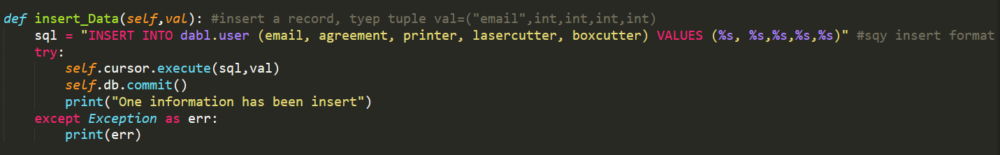 def insert_Data(self,val): #insert a record, tyep tuple val=("email",int,int,int,int)
    sql = "INSERT INTO dabl.user (email, agreement, printer, lasercutter, boxcutter) VALUES (%s, %s,%s,%s,%s)" #sqy insert format
    try:
        self.cursor.execute(sql,val)
        self.db.commit()
        print("One information has been insert")
    except Exception as err:
        print(err)